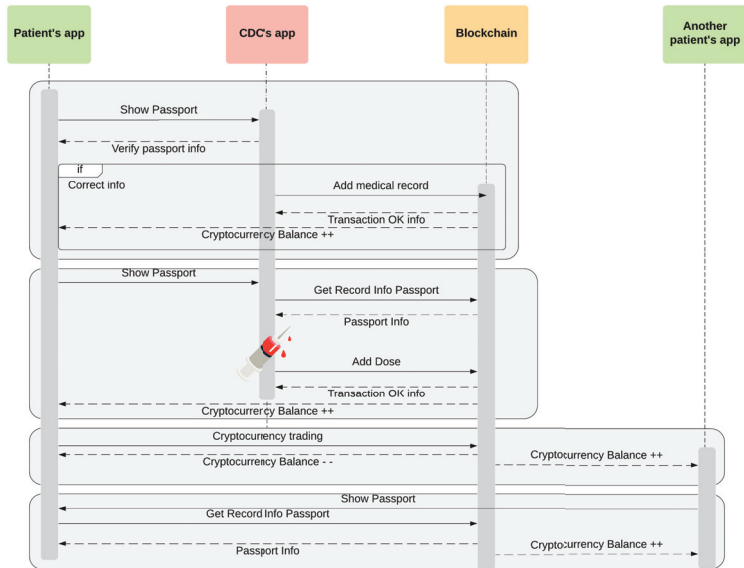 Patient's app
CDC's app
Blockchain
Another
patient's app
Show Passport
Verify passport info
if
Correct info
Add medical record
Transaction OK info
Cryptocurrency Balance ++
Show Passport
Get Record Info Passport
Passport Info
Add Dose
Transaction OK info
Cryptocurrency Balance ++
Cryptocurrency trading
Cryptocurrency Balance - -
Cryptocurrency Balance ++
Show Passport
Get Record Info Passport
Passport Info
Cryptocurrency Balance ++